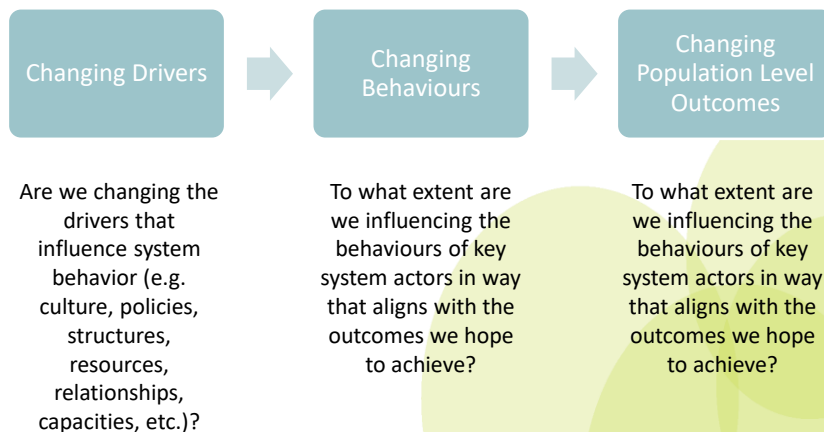 Changing Drivers
Changing
Behaviours
Changing
Population Level
Outcomes
Are we changing the
drivers that
influence system
behavior (e.g.
culture, policies,
structures,
resources,
relationships,
capacities, etc.)?
To what extent are
we influencing the
behaviours of key
system actors in way
that aligns with the
outcomes we hope
to achieve?
To what extent are
we influencing the
behaviours of key
system actors in way
that aligns with the
outcomes we hope
to achieve?